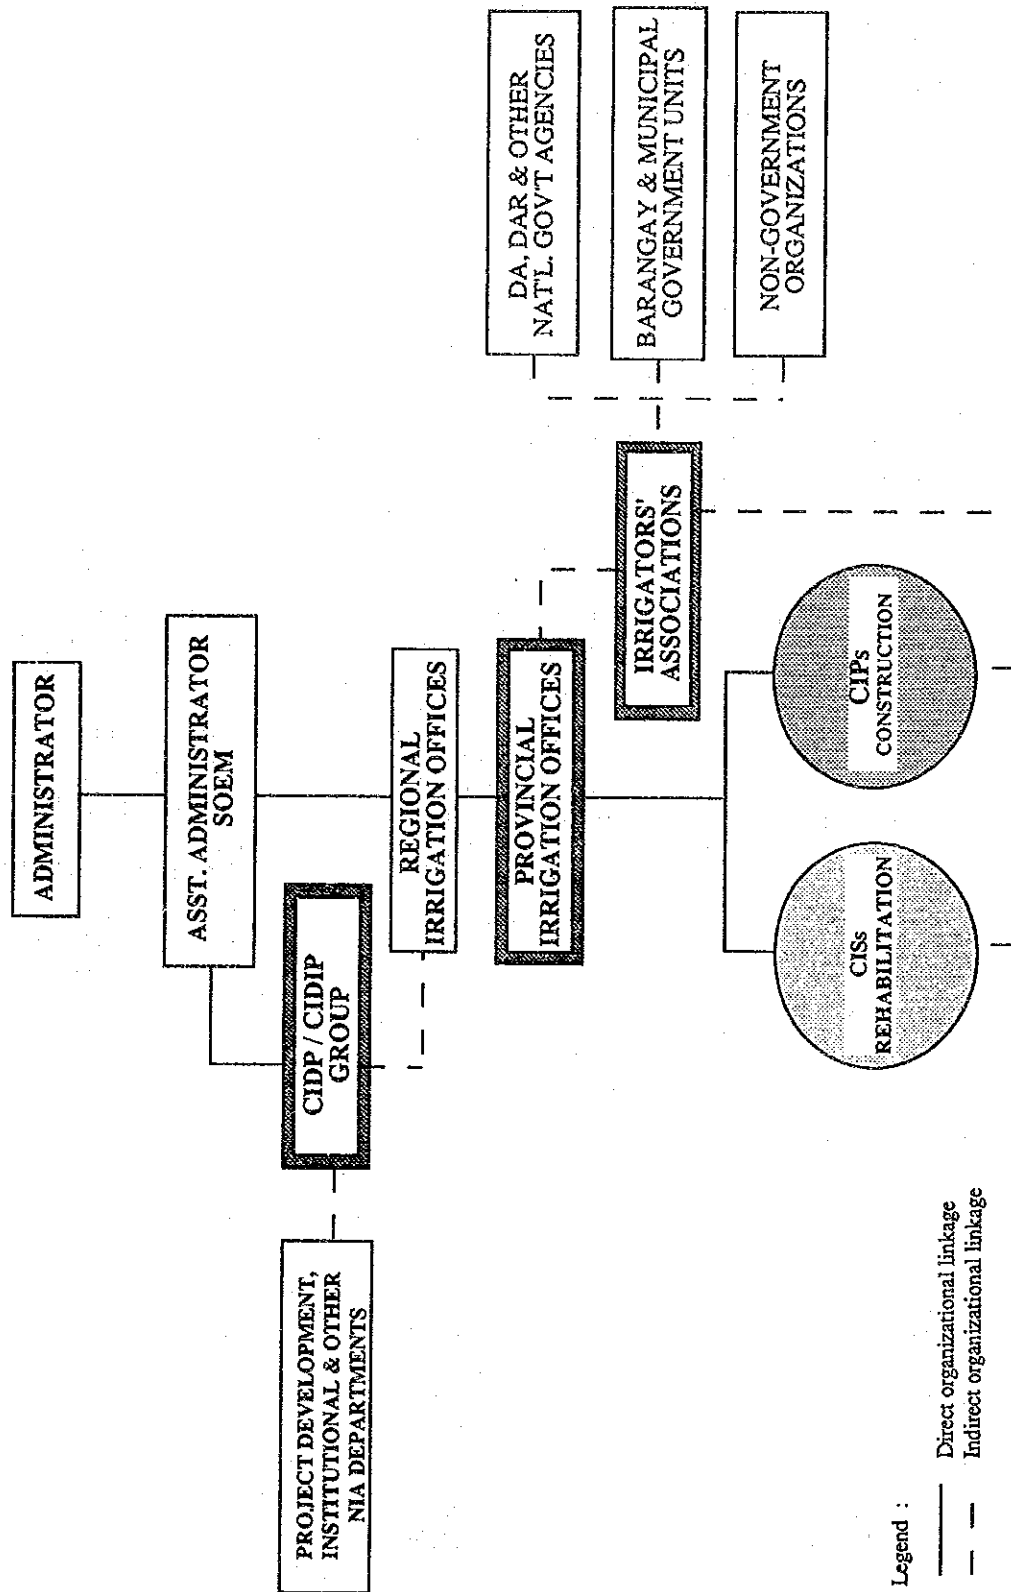 ADMINISTRATOR
ASST. ADMINISTRATOR
SOEM
CIDP / CIDIP
GROUP
PROJECT DEVELOPMENT,
INSTITUTIONAL & OTHER
NIA DEPARTMENTS
REGIONAL
IRRIGATION OFFICES
PROVINCIAL
IRRIGATION OFFICES
IRRIGATORS'
ASSOCIATIONS
DA, DAR & OTHER
NAT'L. GOV'T AGENCIES
BARANGAY & MUNICIPAL
GOVERNMENT UNITS
NON-GOVERNMENT
ORGANIZATIONS
CISs
REHABILITATION
CIPs
CONSTRUCTION
Legend :
Direct organizational linkage
Indirect organizational linkage